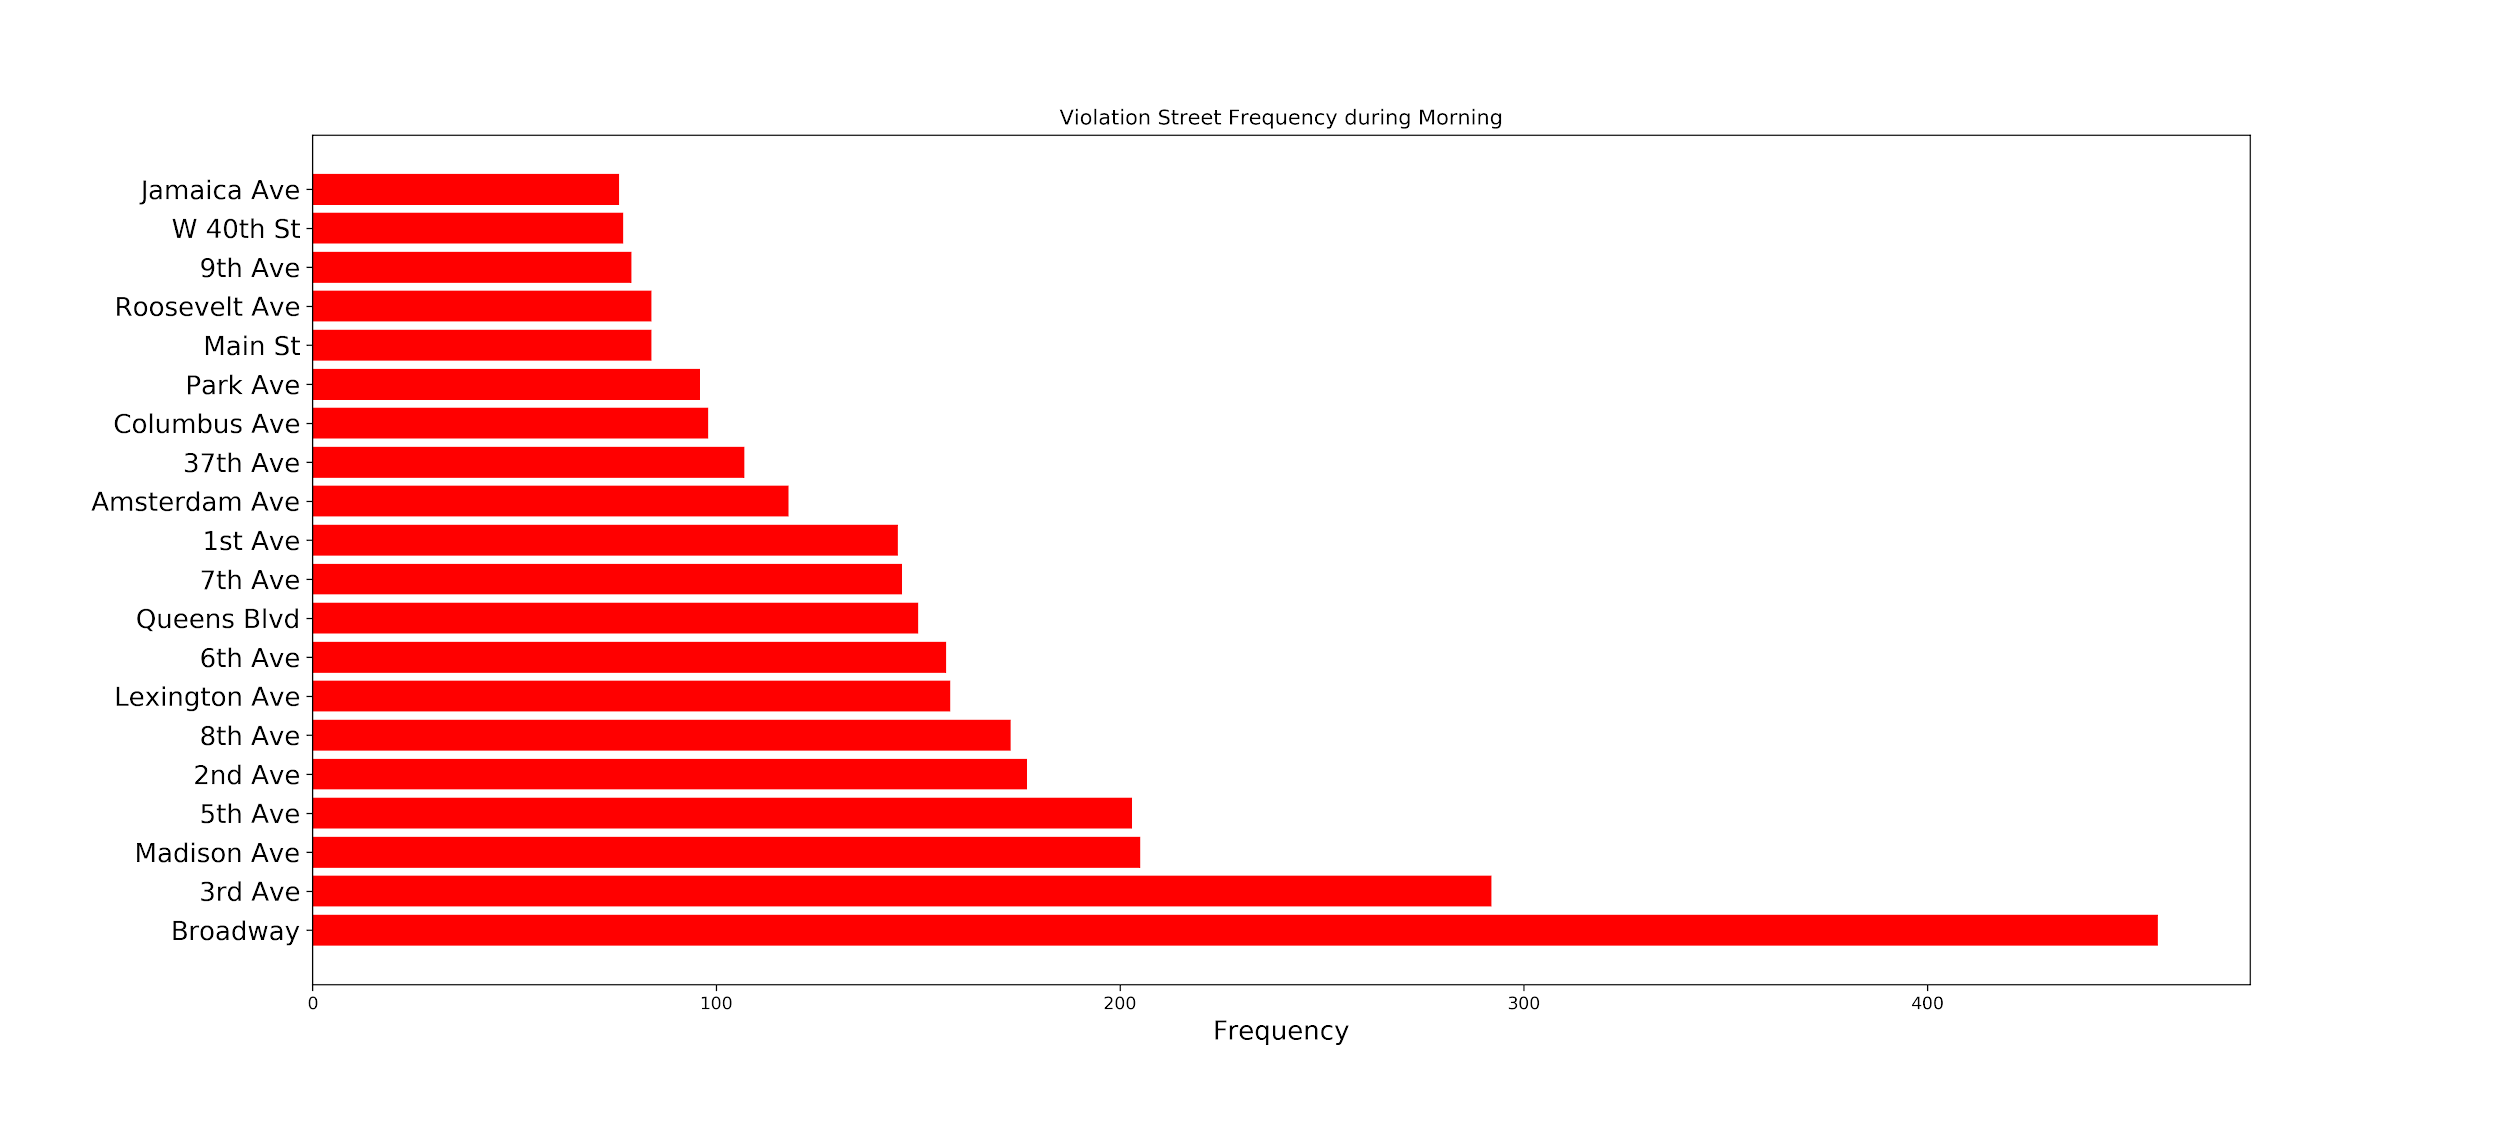 Violation Street Frequency during Morning
Jamaica Ave
W 40th St
9th Ave
Roosevelt Ave
Main St
Park Ave
Columbus Ave
37th Ave
Amsterdam Ave
1st Ave
7th Ave
Queens Blvd
6th Ave
Lexington Ave
8th Ave
2nd Ave
5th Ave
Madison Ave
3rd Ave
Broadway
0 100 200 300 400
Frequency